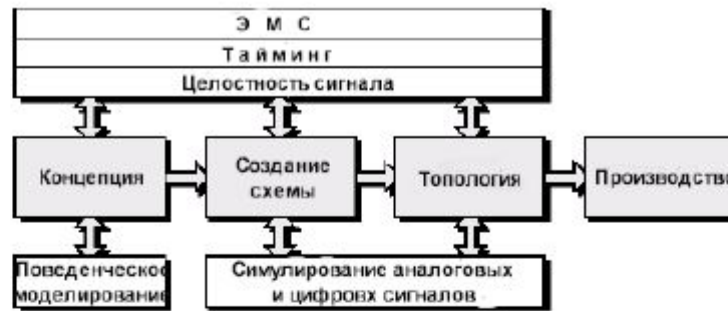 Э М С
Тайминг
Целостность сигнала
Концепция
Создание
схемы
Топология
Производство
Поведенческое
моделирование
Симулирование аналоговых
и цифровх сигналов